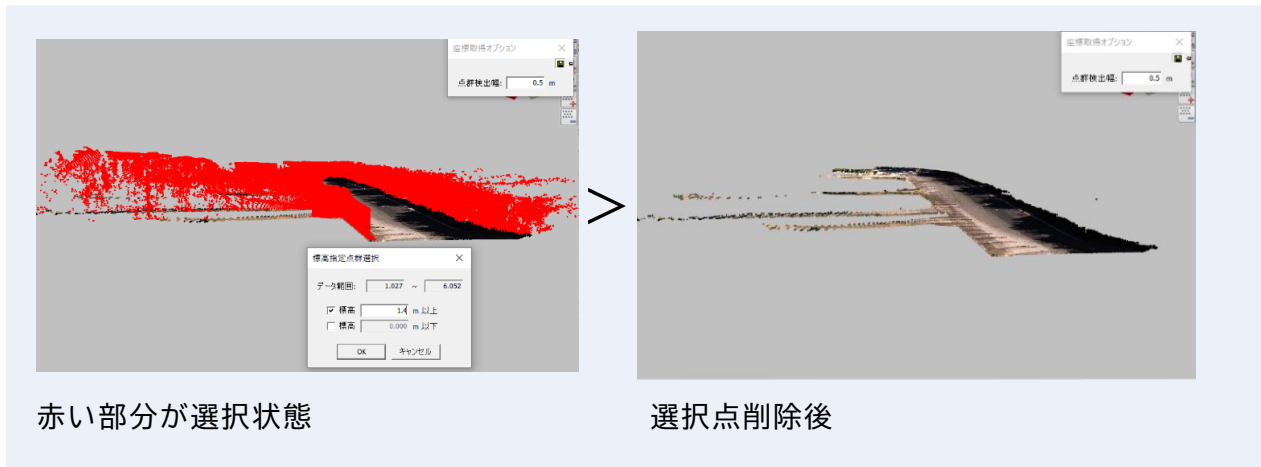 座標取得オプション
点群検出幅: 0.5 m
標高指定点群選択
データ範囲: 1.027 ~ 6.052
標高 1.4 m 以上
標高 0.000 m 以下
OK キャンセル
>
座標取得オプション
点群検出幅: 0.5 m
赤い部分が選択状態
選択点削除後